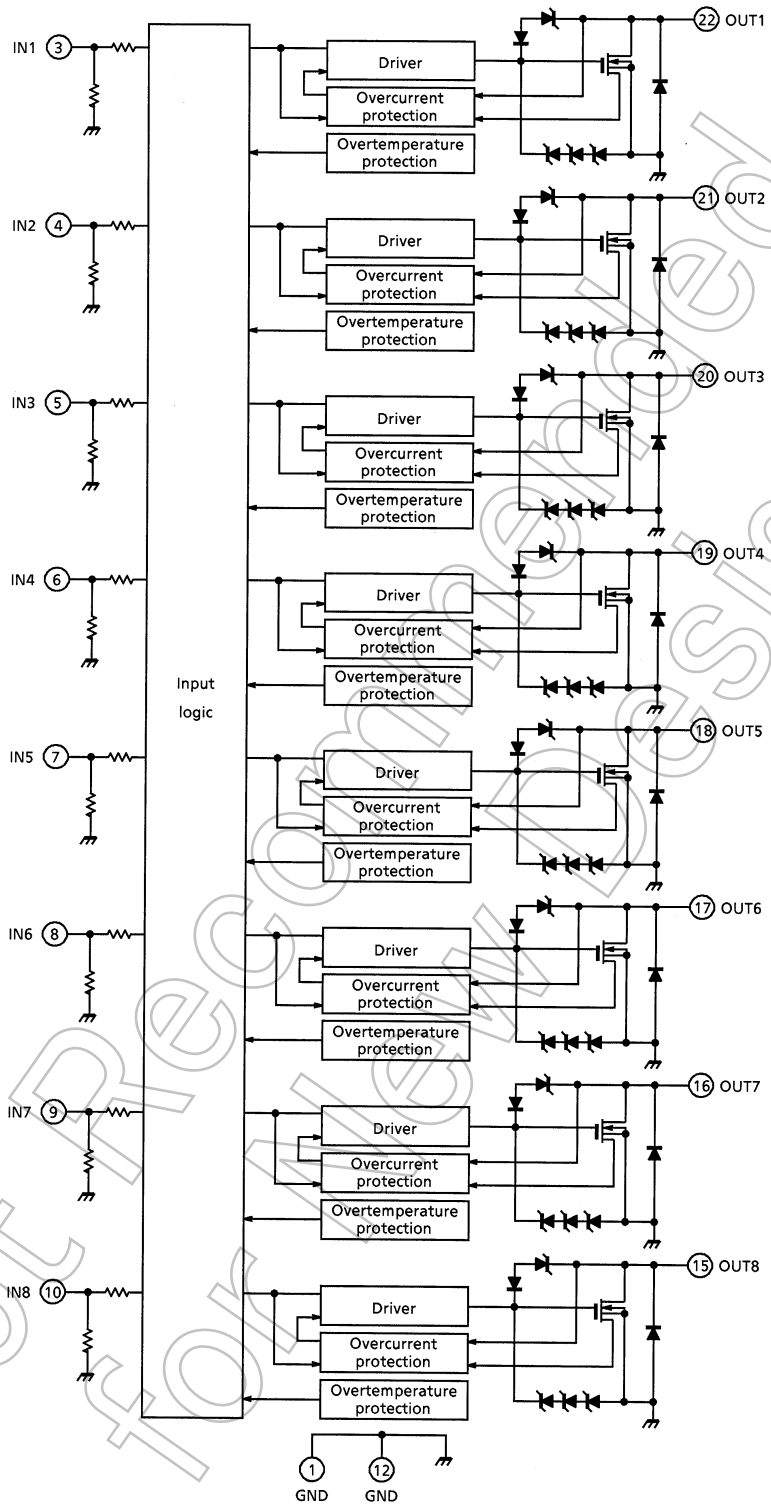 22 OUT1
IN1 3
Driver
Overcurrent
protection
Overtemperature
protection
21 OUT2
IN2 4
Driver
Overcurrent
protection
Overtemperature
protection
20 OUT3
IN3 5
Driver
Overcurrent
protection
Overtemperature
protection
19 OUT4
IN4 6
Driver
Overcurrent
protection
Overtemperature
protection
Input
logic
18 OUT5
IN5 7
Driver
Overcurrent
protection
Overtemperature
protection
17 OUT6
IN6 8
Driver
Overcurrent
protection
Overtemperature
protection
16 OUT7
IN7 9
Driver
Overcurrent
protection
Overtemperature
protection
15 OUT8
IN8 10
Driver
Overcurrent
protection
Overtemperature
protection
1 12
GND GND
Recommended
for New